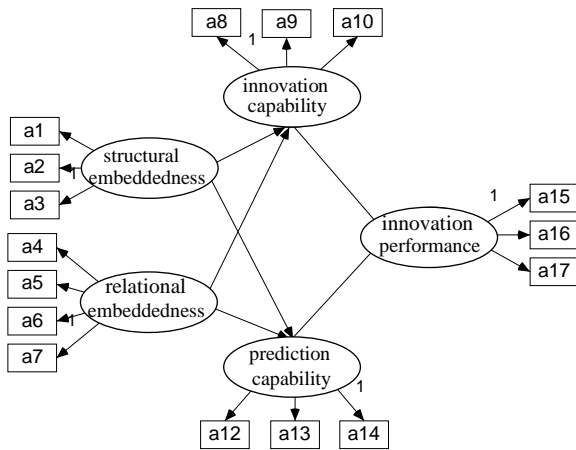 a8
1
a9
a10
innovation
capability
a1
a2
1
a3
structural
embeddedness
a4
a5
a6
1
a7
relational
embeddedness
innovation
performance
1
a15
a16
a17
prediction
capability
1
a12
a13
a14